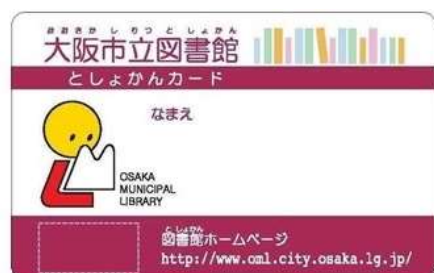 おおさか しりつ としょかん
大阪市立図書館
としょかんカード
なまえ
OSAKA
MUNICIPAL
LIBRARY
としょかん
図書館ホームページ
http://www.oml.city.osaka.lg.jp/